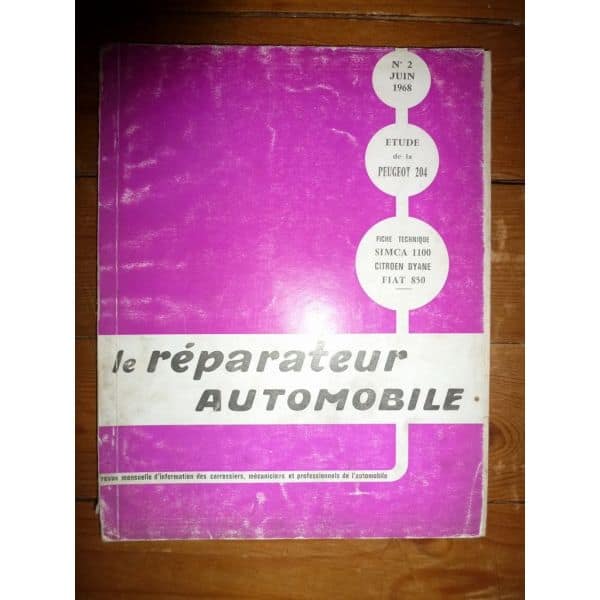 N° 2
JUIN
1968
ETUDE
de la
PEUGEOT 204
FICHE TECHNIQUE
SIMCA 1100
CITROEN DYANE
FIAT 850
le réparateur
AUTOMOBILE
revue mensuelle d'information des carrossiers, mécaniciers et professionnels de l'automobile